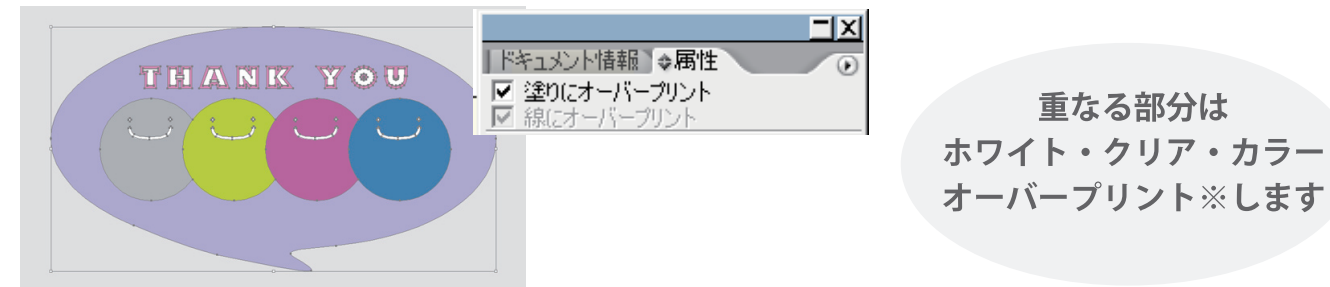 THANK YOU
ドキュメント情報 属性
塗りにオーバープリント
線にオーバープリント
重なる部分は
ホワイト・クリア・カラー
オーバープリント※します